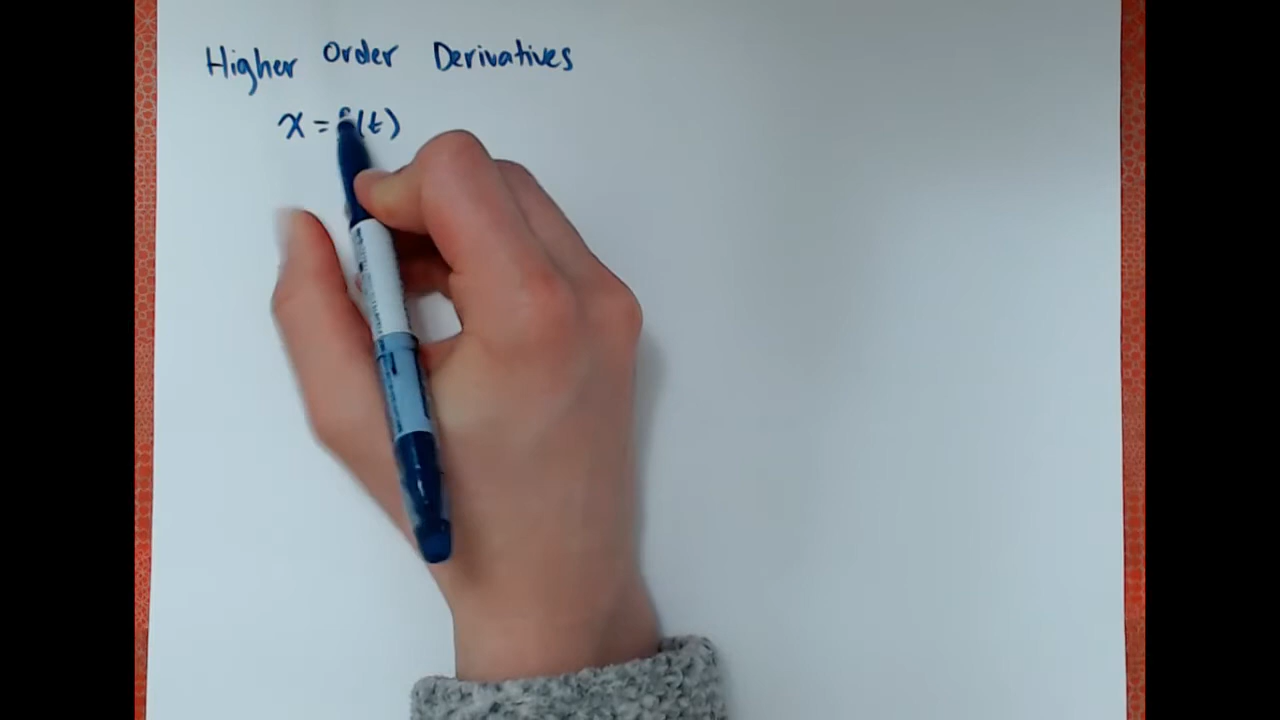 Higher Order Derivatives
x = f(t)